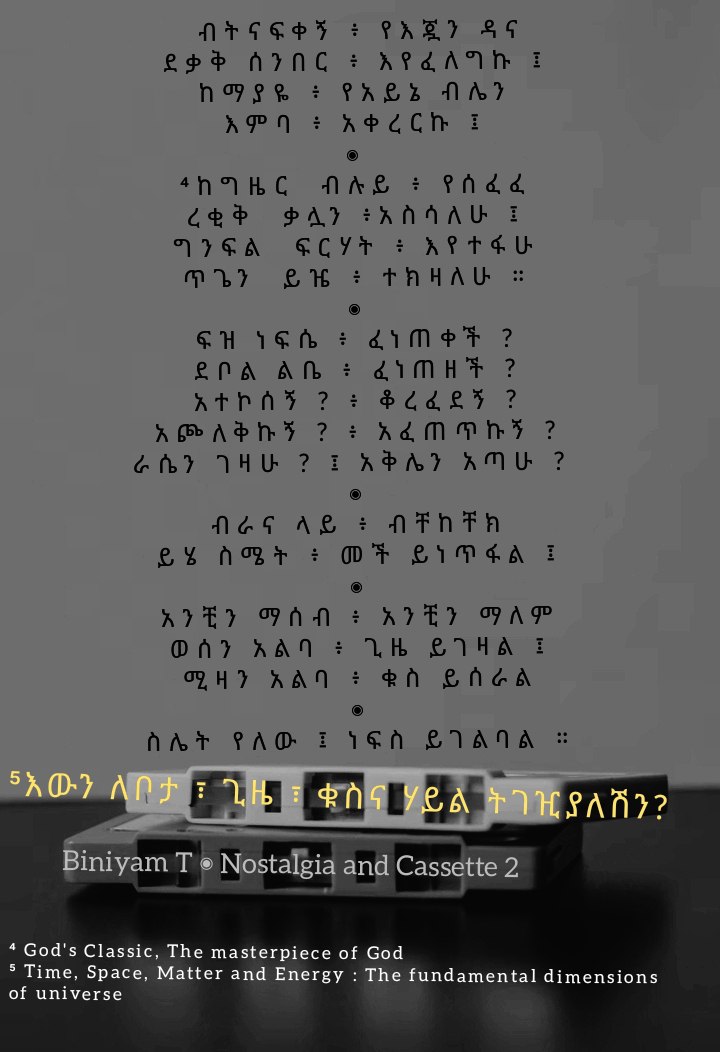 ብትናፍቀኝ ፥ የእጇን ዳና
ደቃቅ ሰንበር ፥ እየፈለግኩ ፤
ከማያዬ ፥ የአይኔ ብሌን
እምባ ፥ አቀረርኩ ፤
◉
⁴ከግዜር ብሉይ ፥ የሰፈፈ
ረቂቅ ቃሏን ፥አስሳለሁ ፤
ግንፍል ፍርሃት ፥ እየተፋሁ
ጥጌን ይዤ ፥ ተክዛለሁ ።
◉
ፍዝ ነፍሴ ፥ ፈነጠቀች ?
ደቦል ልቤ ፥ ፈነጠዘች ?
አተኮሰኝ ? ፥ ቆረፈደኝ ?
አጮለቅኩኝ ? ፥ አፈጠጥኩኝ ?
ራሴን ገዛሁ ? ፤ አቅሌን አጣሁ ?
◉
ብራና ላይ ፥ ብቸከቸክ
ይሄ ስሜት ፥ መች ይነጥፋል ፤
◉
አንቺን ማሰብ ፥ አንቺን ማለም
ወሰን አልባ ፥ ጊዜ ይገዛል ፤
ሚዛን አልባ ፥ ቁስ ይሰራል
◉
ስሌት የለው ፤ ነፍስ ይገልባል ።
⁵እውን ለቦታ ፣ ጊዜ ፣ ቁስና ሃይል ትገዢያለሽን?
Biniyam T ◉ Nostalgia and Cassette 2
⁴ God's Classic, The masterpiece of God
⁵ Time, Space, Matter and Energy : The fundamental dimensions
of universe